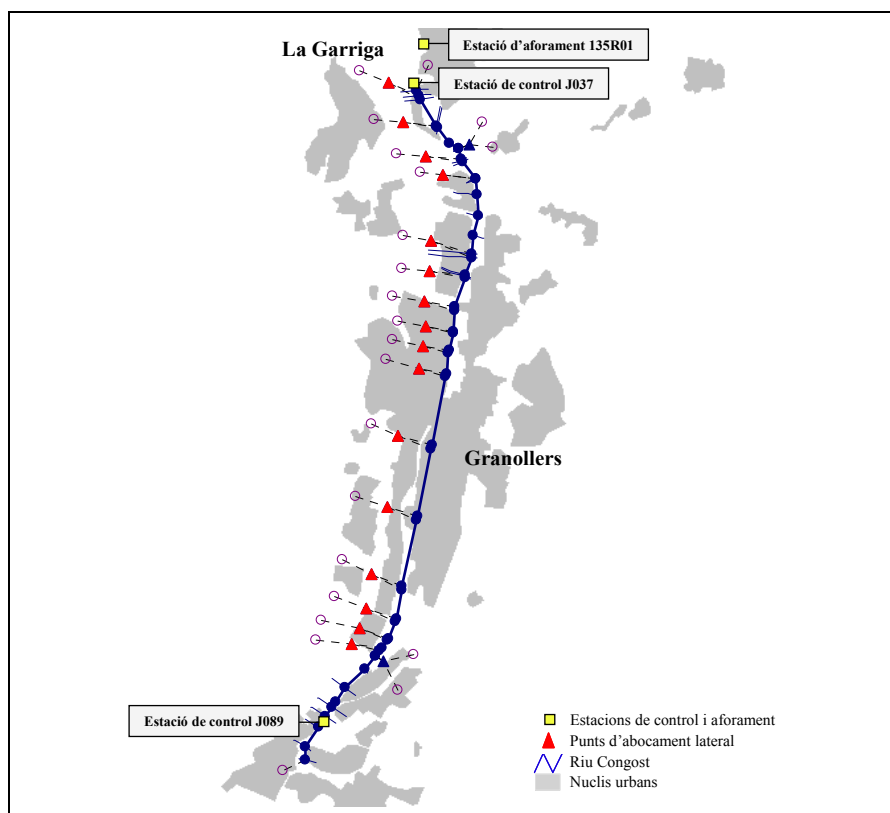 La Garriga
Estació d'aforament 135R01
Estació de control J037
Granollers
Estació de control J089
Estacions de control i aforament
Punts d'abocament lateral
Riu Congost
Nuclis urbans